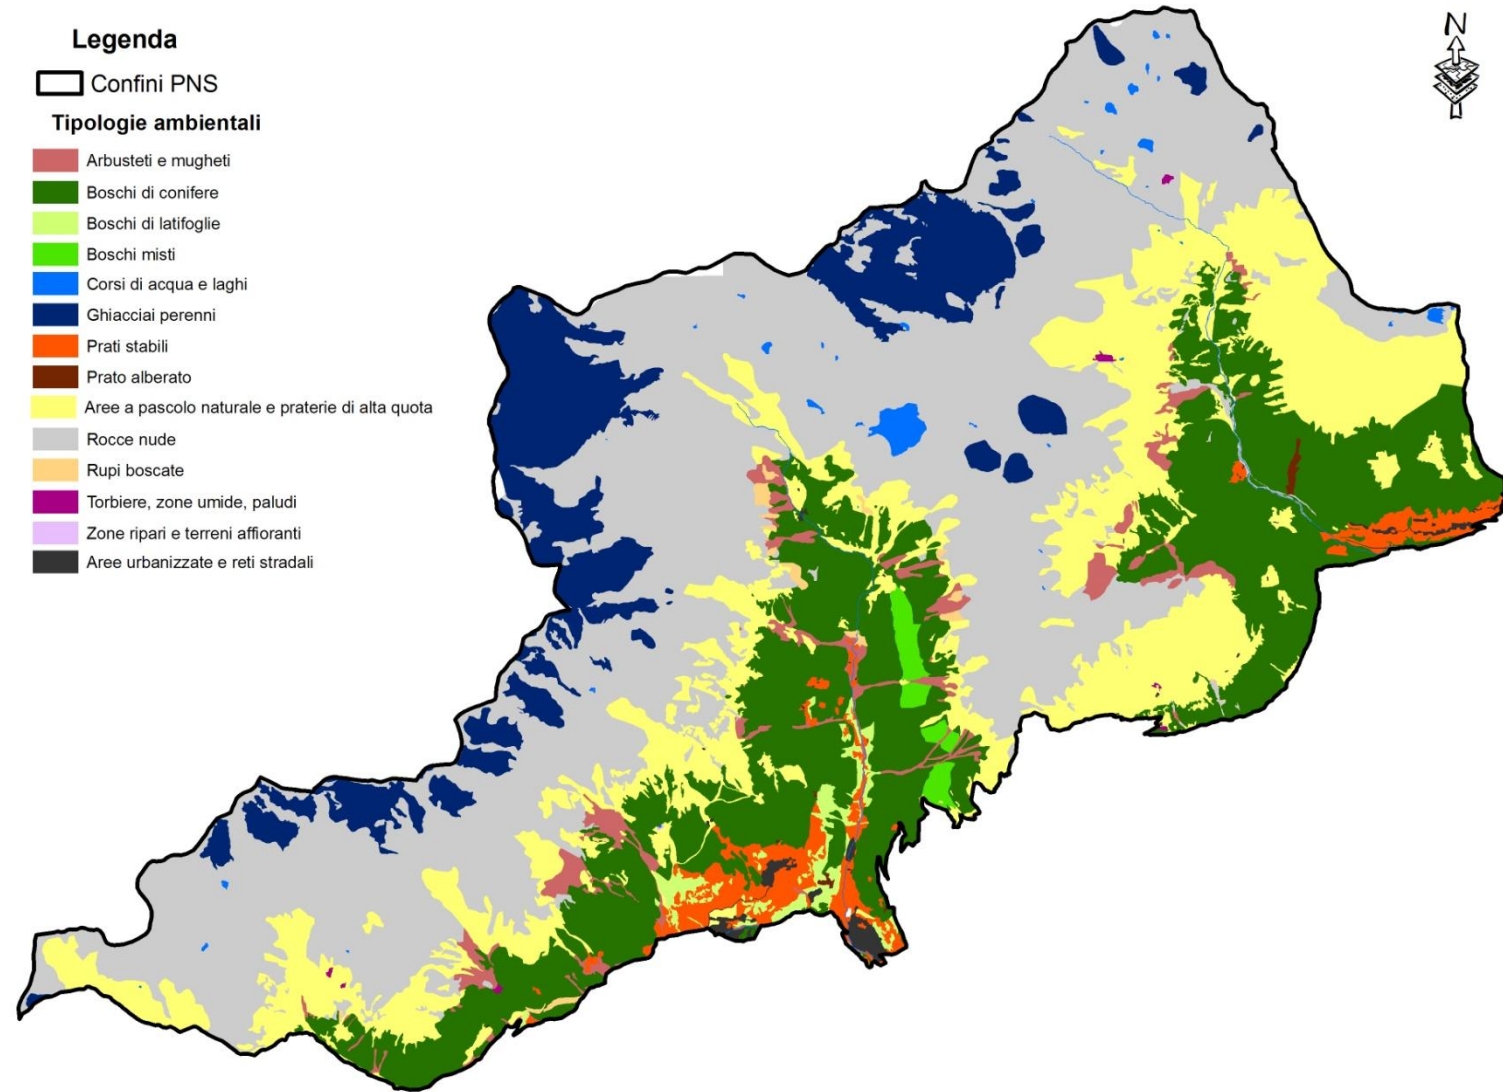 Legenda
Confini PNS
Tipologie ambientali
Arbusteti e mugheti
Boschi di conifere
Boschi di latifoglie
Boschi misti
Corsi di acqua e laghi
Ghiacciai perenni
Prati stabili
Prato alberato
Aree a pascolo naturale e praterie di alta quota
Rocce nude
Rupi boscate
Torbiere, zone umide, paludi
Zone ripari e terreni affioranti
Aree urbanizzate e reti stradali
N